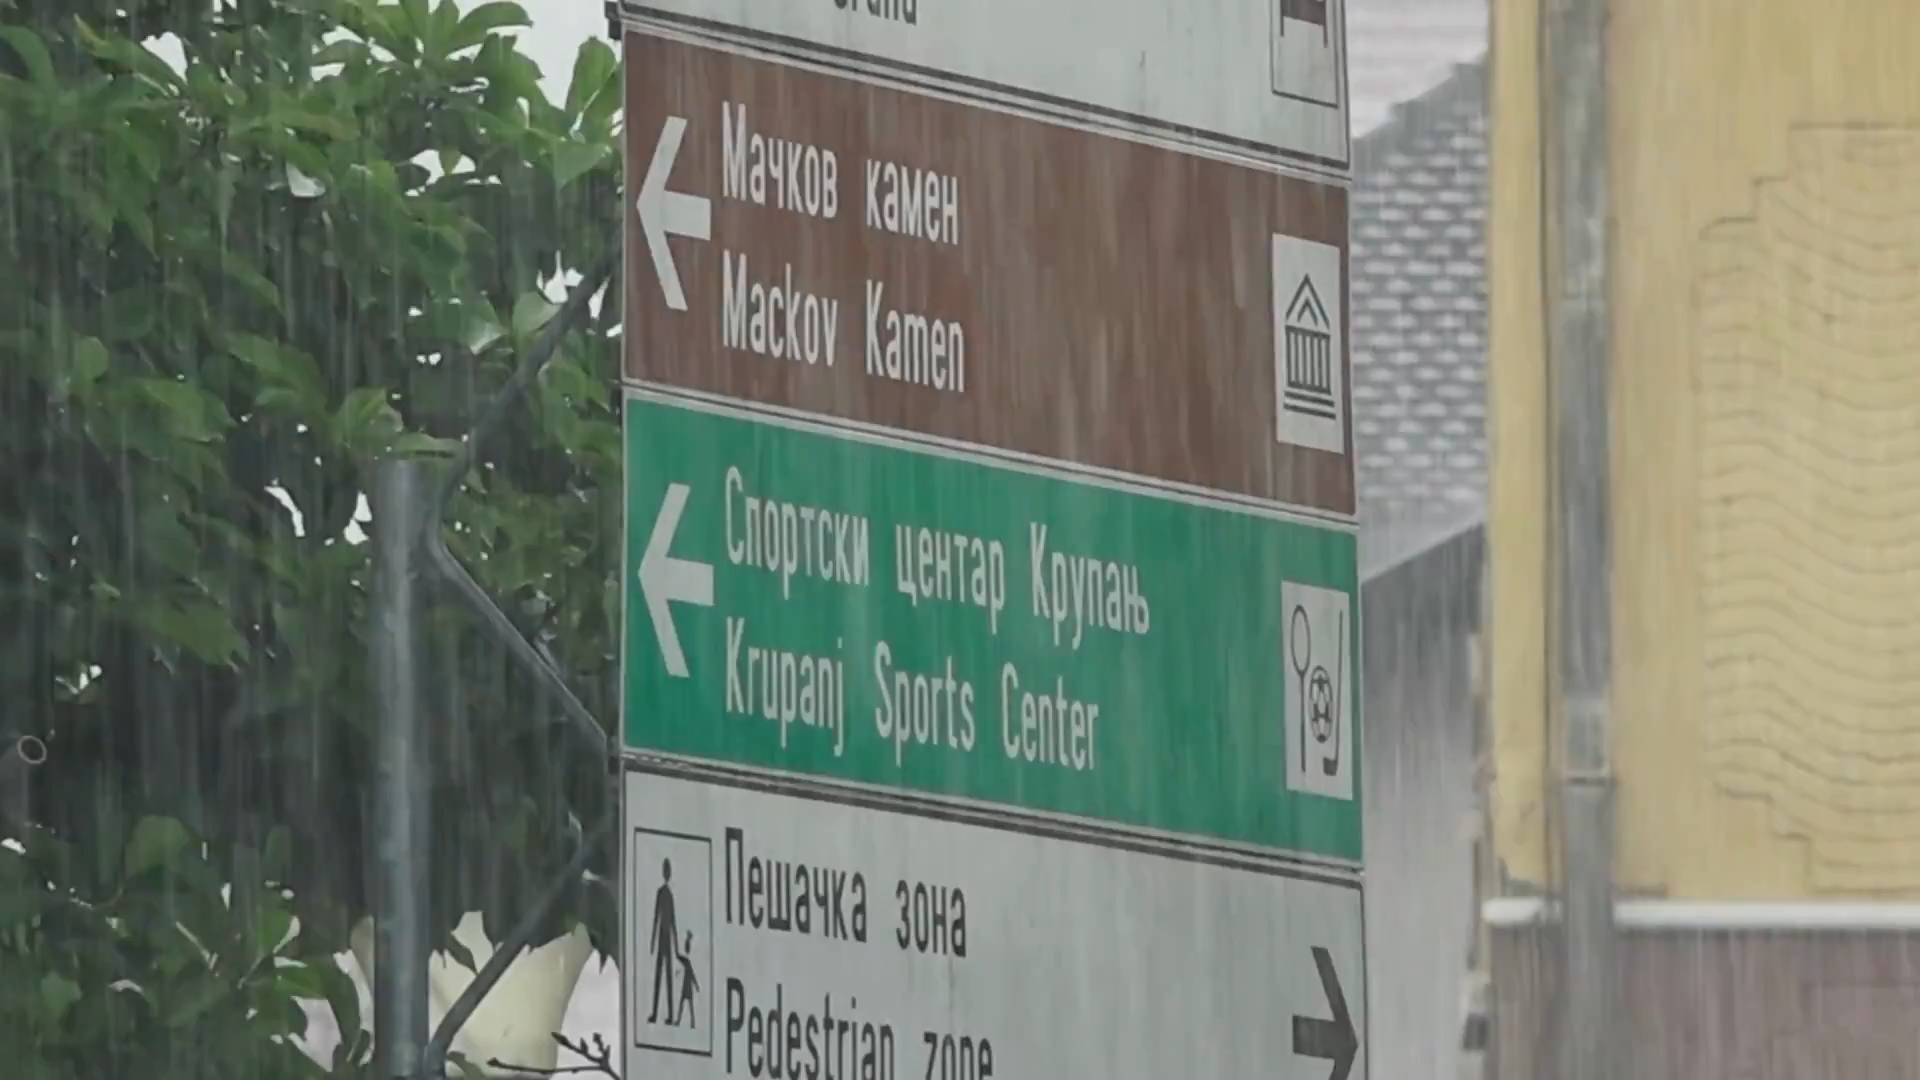 Мачков камен
Mackov Kamen
Спортски центар Крупањ
Krupanj Sports Center
Пешачка зона
Pedestrian zone